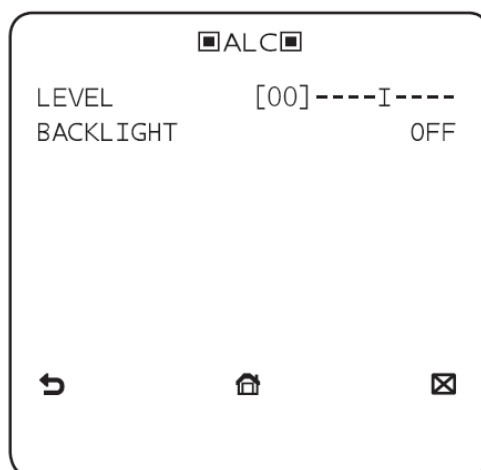 ▣ALC▣
LEVEL [00]----I----
BACKLIGHT OFF